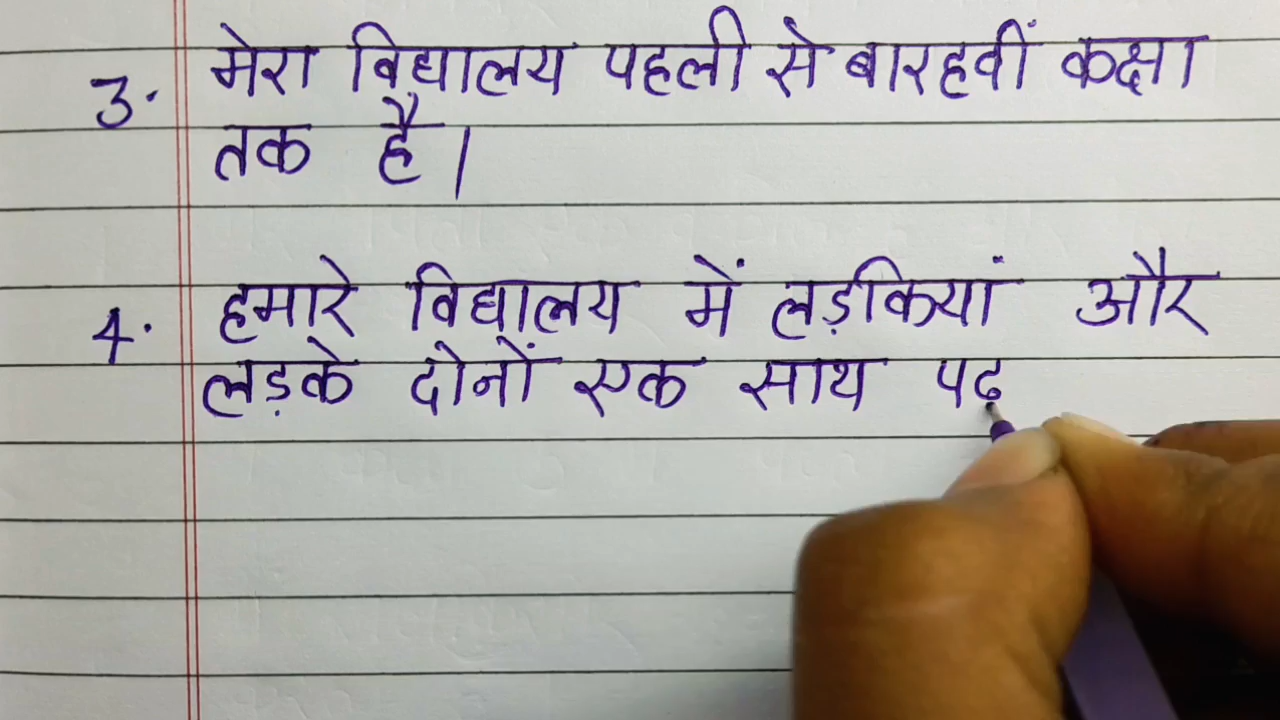 3. मेरा विद्यालय पहली से बारहवीं कक्षा
तक है।
4. हमारे विद्यालय में लड़कियां और
लड़के दोनों एक साथ पढ़